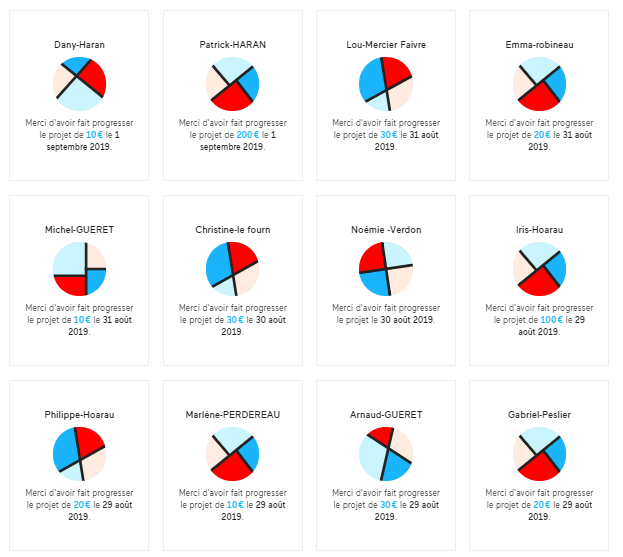 Dany-Haran
Merci d'avoir fait progresser
le projet de 10 € le 1
septembre 2019.
Patrick-HARAN
Merci d'avoir fait progresser
le projet de 200 € le 1
septembre 2019.
Lou-Mercier Faivre
Merci d'avoir fait progresser
le projet de 30 € le 31 août
2019.
Emma-robineau
Merci d'avoir fait progresser
le projet de 20 € le 31 août
2019.
Michel-GUERET
Merci d'avoir fait progresser
le projet de 10 € le 31 août
2019.
Christine-le fourn
Merci d'avoir fait progresser
le projet de 30 € le 30 août
2019.
Noémie -Verdon
Merci d'avoir fait progresser
le projet le 30 août 2019.
Iris-Hoarau
Merci d'avoir fait progresser
le projet de 100 € le 29
août 2019.
Philippe-Hoarau
Merci d'avoir fait progresser
le projet de 20 € le 29 août
2019.
Marlène-PERDEREAU
Merci d'avoir fait progresser
le projet de 10 € le 29 août
2019.
Arnaud-GUERET
Merci d'avoir fait progresser
le projet de 30 € le 29 août
2019.
Gabriel-Peslier
Merci d'avoir fait progresser
le projet de 20 € le 29 août
2019.